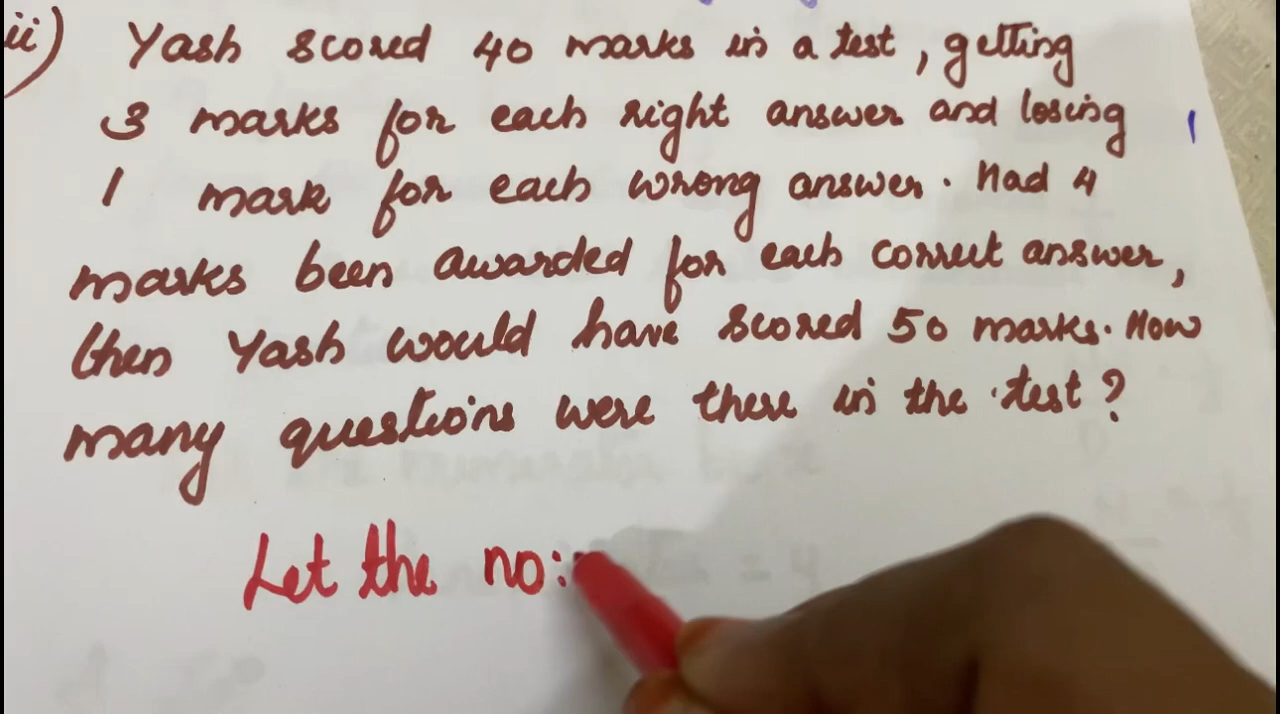 ii) Yash scored 40 marks in a test, getting
3 marks for each right answer and losing
1 mark for each wrong answer. Had 4
marks been awarded for each correct answer,
then Yash would have scored 50 marks. How
many questions were there in the test?
Let the no: